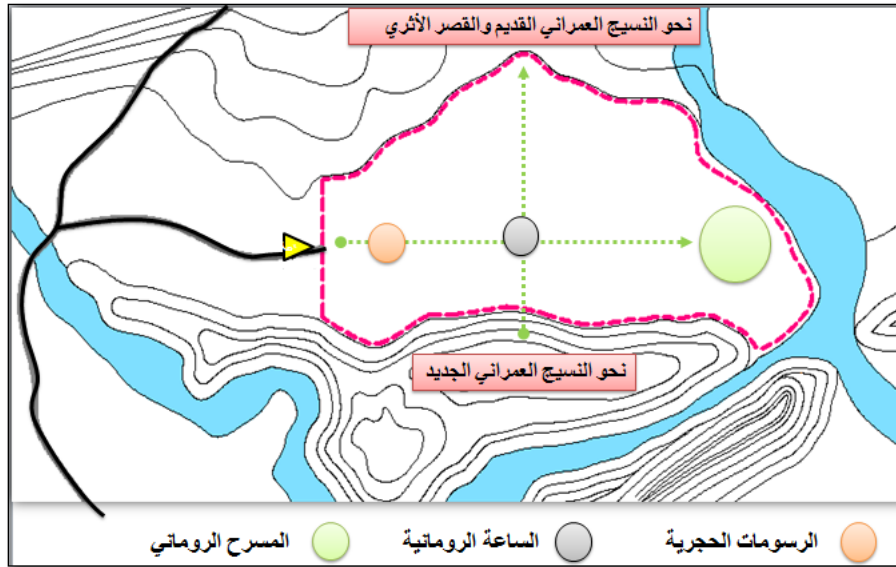 نحو النسيج العمراني القديم والقصر الأثري
نحو النسيج العمراني الجديد
الرسومات الحجرية
الساعة الرومانية
المسرح الروماني